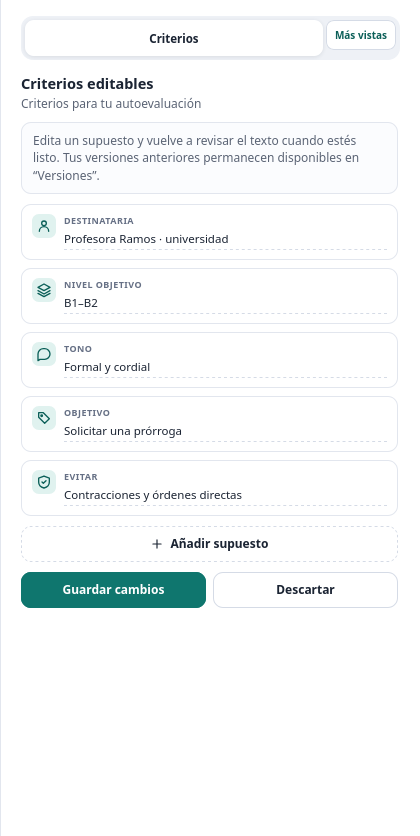 Criterios
Más vistas
Criterios editables
Criterios para tu autoevaluación
Edita un supuesto y vuelve a revisar el texto cuando estés
listo. Tus versiones anteriores permanecen disponibles en
“Versiones”.
DESTINATARIA
Profesora Ramos · universidad
NIVEL OBJETIVO
B1–B2
TONO
Formal y cordial
OBJETIVO
Solicitar una prórroga
EVITAR
Contracciones y órdenes directas
Añadir supuesto
Guardar cambios
Descartar